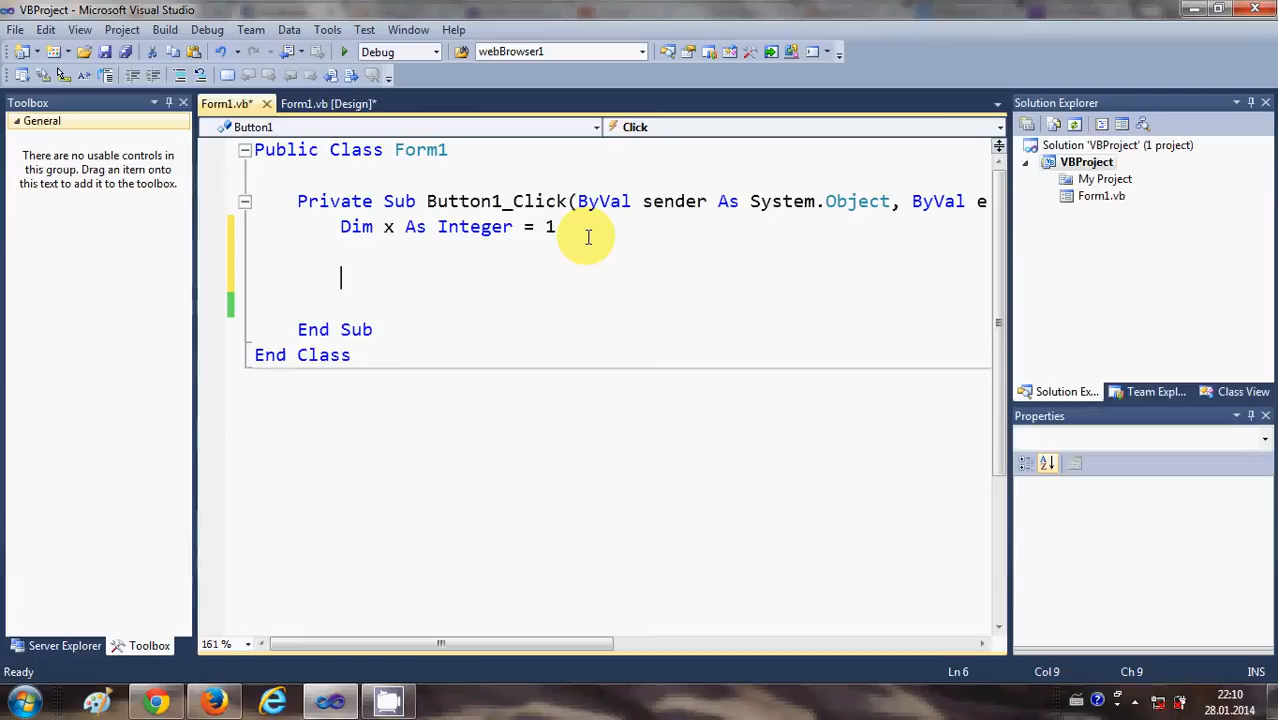 VBProject - Microsoft Visual Studio
File Edit View Project Build Debug Team Data Tools Test Window Help
Debug webBrowser1
Toolbox
General
There are no usable controls in
this group. Drag an item onto
this text to add it to the toolbox.
Server Explorer Toolbox
Form1.vb* Form1.vb [Design]*
Button1 Click
Public Class Form1
Private Sub Button1_Click(ByVal sender As System.Object, ByVal e
Dim x As Integer = 1
End Sub
End Class
161 %
Solution Explorer
Solution 'VBProject' (1 project)
VBProject
My Project
Form1.vb
Solution Ex... Team Expl... Class View
Properties
Ready Ln 6 Col 9 Ch 9 INS
22:10
28.01.2014